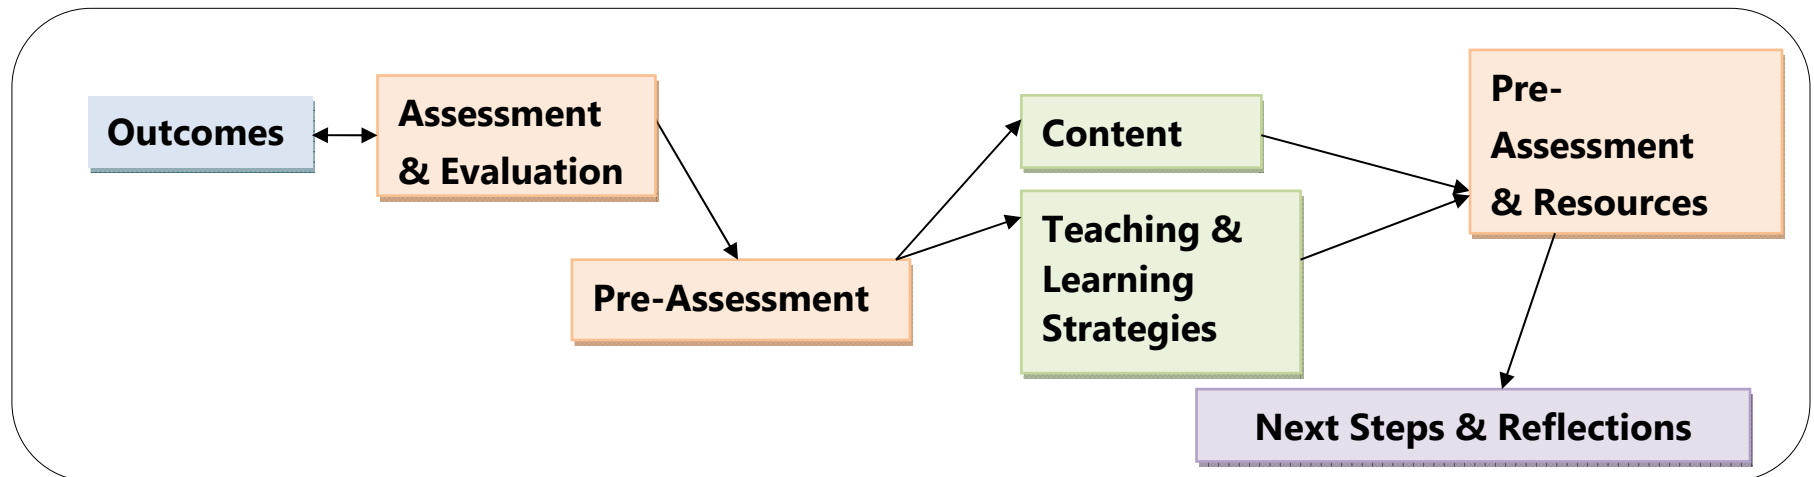 Outcomes
Assessment
& Evaluation
Pre-Assessment
Content
Teaching &
Learning
Strategies
Pre-
Assessment
& Resources
Next Steps & Reflections